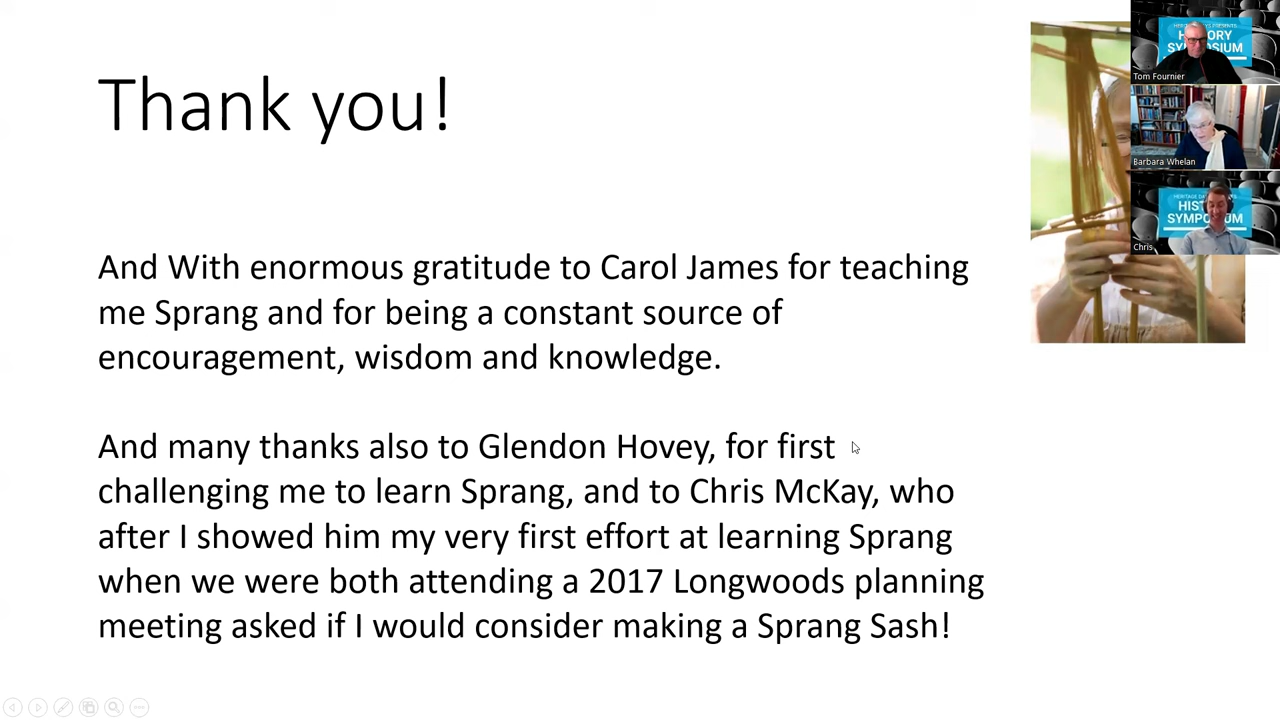 Thank you!
And With enormous gratitude to Carol James for teaching
me Sprang and for being a constant source of
encouragement, wisdom and knowledge.
And many thanks also to Glendon Hovey, for first
challenging me to learn Sprang, and to Chris McKay, who
after I showed him my very first effort at learning Sprang
when we were both attending a 2017 Longwoods planning
meeting asked if I would consider making a Sprang Sash!
Tom Fournier
Barbara Whelan
Chris